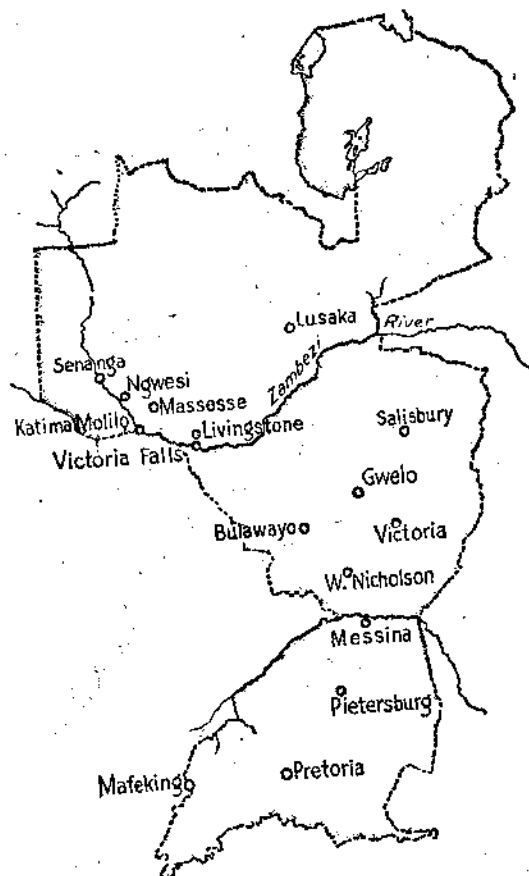 Lusaka
River
Zambezi
Senanga
Ngwesi
Massesse
Katima Molilo
Livingstone
Victoria Falls
Salisbury
Gwelo
Bulawayo
Victoria
W. Nicholson
Messina
Pietersburg
Mafeking
Pretoria